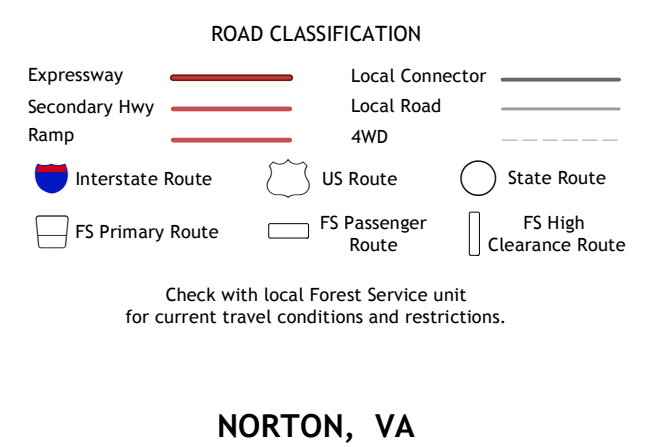 ROAD CLASSIFICATION
Expressway
Local Connector
Secondary Hwy
Local Road
Ramp
4WD
Interstate Route
US Route
State Route
FS Primary Route
FS Passenger
Route
FS High
Clearance Route
Check with local Forest Service unit
for current travel conditions and restrictions.
NORTON, VA